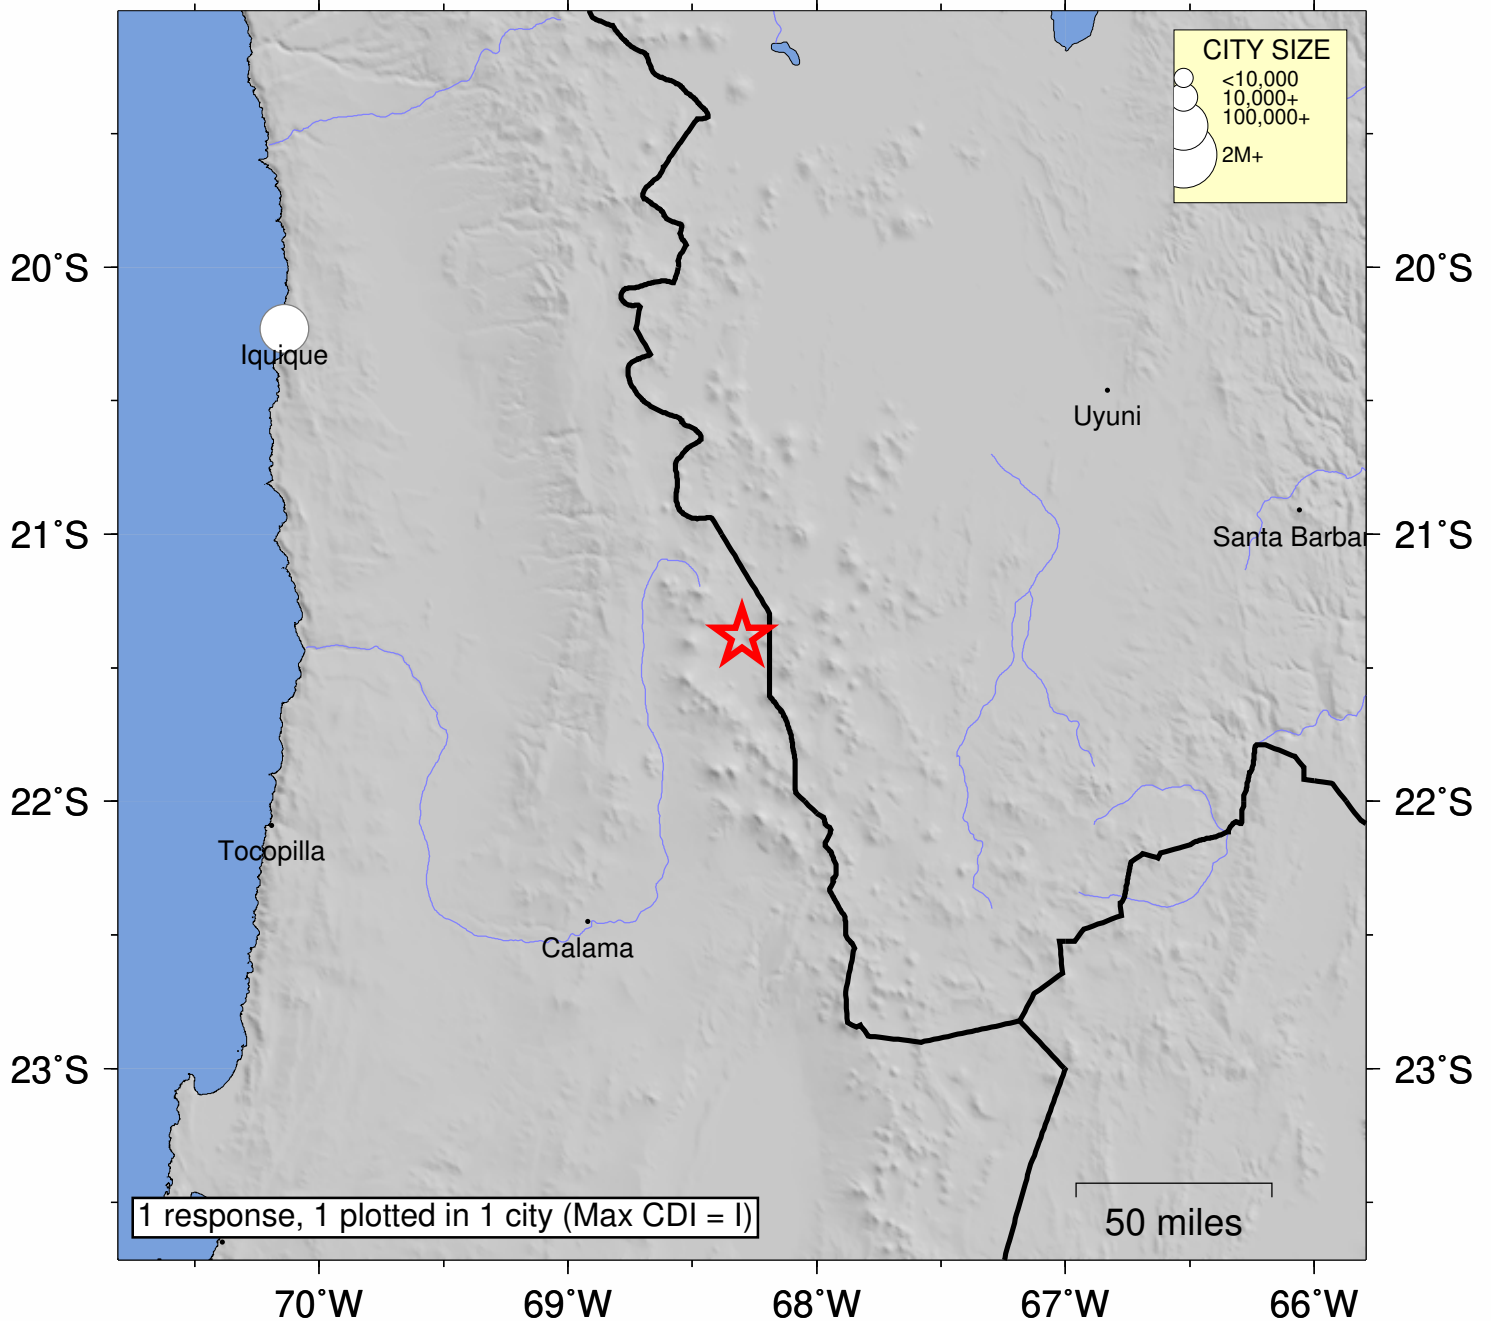 CITY SIZE
<10,000
10,000+
100,000+
2M+
20°S
20°S
Iquique
Uyuni
21°S
Santa Barbar
21°S
22°S
22°S
Tocopilla
Calama
23°S
23°S
1 response, 1 plotted in 1 city (Max CDI = I)
50 miles
70°W
69°W
68°W
67°W
66°W